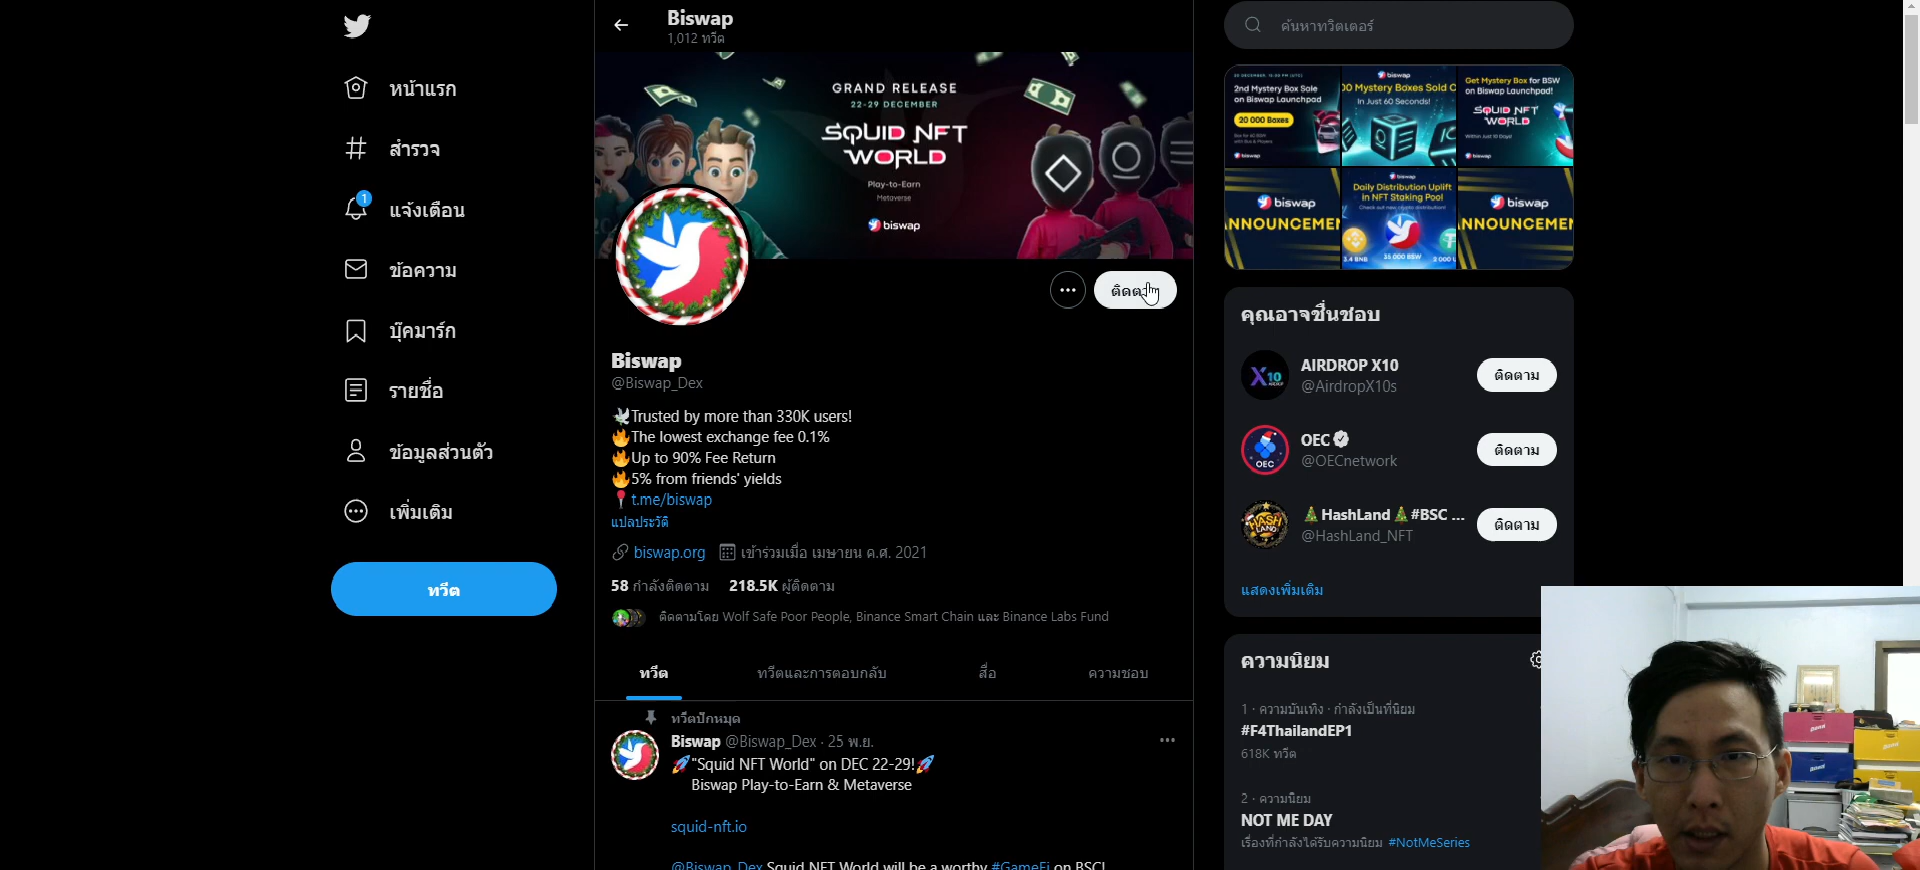 หน้าแรก
สำรวจ
1
แจ้งเตือน
ข้อความ
บุ๊คมาร์ก
รายชื่อ
ข้อมูลส่วนตัว
เพิ่มเติม
ทวีต
Biswap
1,012 ทวีต
GRAND RELEASE
22-29 DECEMBER
SQUID NFT
WORLD
Play-to-Earn
Metaverse
biswap
Biswap
@Biswap_Dex
🕊Trusted by more than 330K users!
🔥The lowest exchange fee 0.1%
🔥Up to 90% Fee Return
🔥5% from friends' yields
📍t.me/biswap
แปลประวัติ
biswap.org เข้าร่วมเมื่อ เมษายน ค.ศ. 2021
58 กำลังติดตาม 218.5K ผู้ติดตาม
ติดตามโดย Wolf Safe Poor People, Binance Smart Chain และ Binance Labs Fund
ทวีต ทวีตและการตอบกลับ สื่อ ความชอบ
ทวีตปักหมุด
Biswap @Biswap_Dex · 25 พ.ย.
🚀"Squid NFT World" on DEC 22-29!🚀
Biswap Play-to-Earn & Metaverse
squid-nft.io
@Biswap_Dex Squid NFT World will be a worthy #GameFi on BSC!
ค้นหาทวิตเตอร์
2nd Mystery Box Sale
on Biswap Launchpad
20 000 Boxes
biswap
biswap
00 Mystery Boxes Sold O
In Just 60 Seconds!
Get Mystery Box for BSW
on Biswap Launchpad!
SQUID NFT
WORLD
Within Just 10 Days!
biswap
biswap
NNOUNCEMEN
biswap
Daily Distribution Uplift
in NFT Staking Pool
3.4 BNB
35 000 BSW
biswap
NNOUNCEMEN
คุณอาจชื่นชอบ
AIRDROP X10
@AirdropX10s
ติดตาม
OEC
@OECnetwork
ติดตาม
🎄HashLand🎄#BSC ...
@HashLand_NFT
ติดตาม
แสดงเพิ่มเติม
ความนิยม
1 · ความบันเทิง · กำลังเป็นที่นิยม
#F4ThailandEP1
618K ทวีต
2 · ความนิยม
NOT ME DAY
เรื่องที่กำลังได้รับความนิยม #NotMeSeries